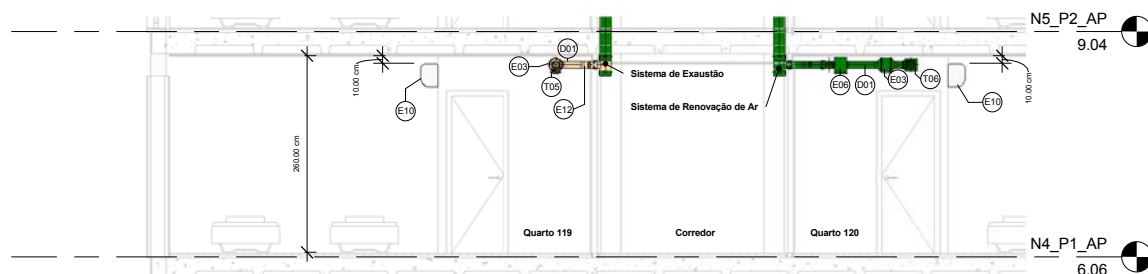 N5_P2_AP
9.04
D01
E03
T05
E12
E10
10.00 cm
Sistema de Exaustão
Sistema de Renovação de Ar
E06
D01
E03
T06
E10
10.00 cm
260.00 cm
Quarto 119
Corredor
Quarto 120
N4_P1_AP
6.06